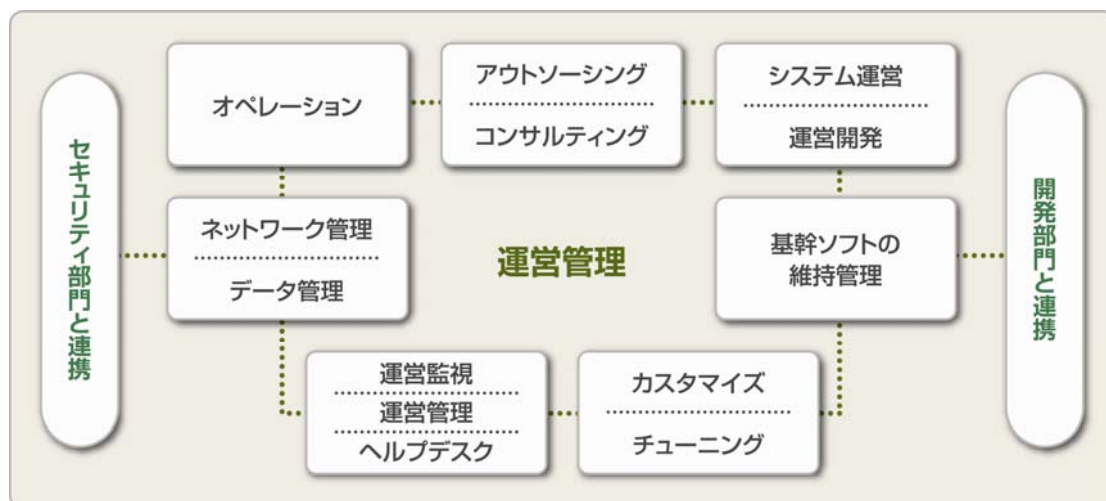 セキュリティ部門と連携
オペレーション
アウトソーシング
コンサルティング
システム運営
運営開発
ネットワーク管理
データ管理
運営管理
基幹ソフトの
維持管理
運営監視
運営管理
ヘルプデスク
カスタマイズ
チューニング
開発部門と連携